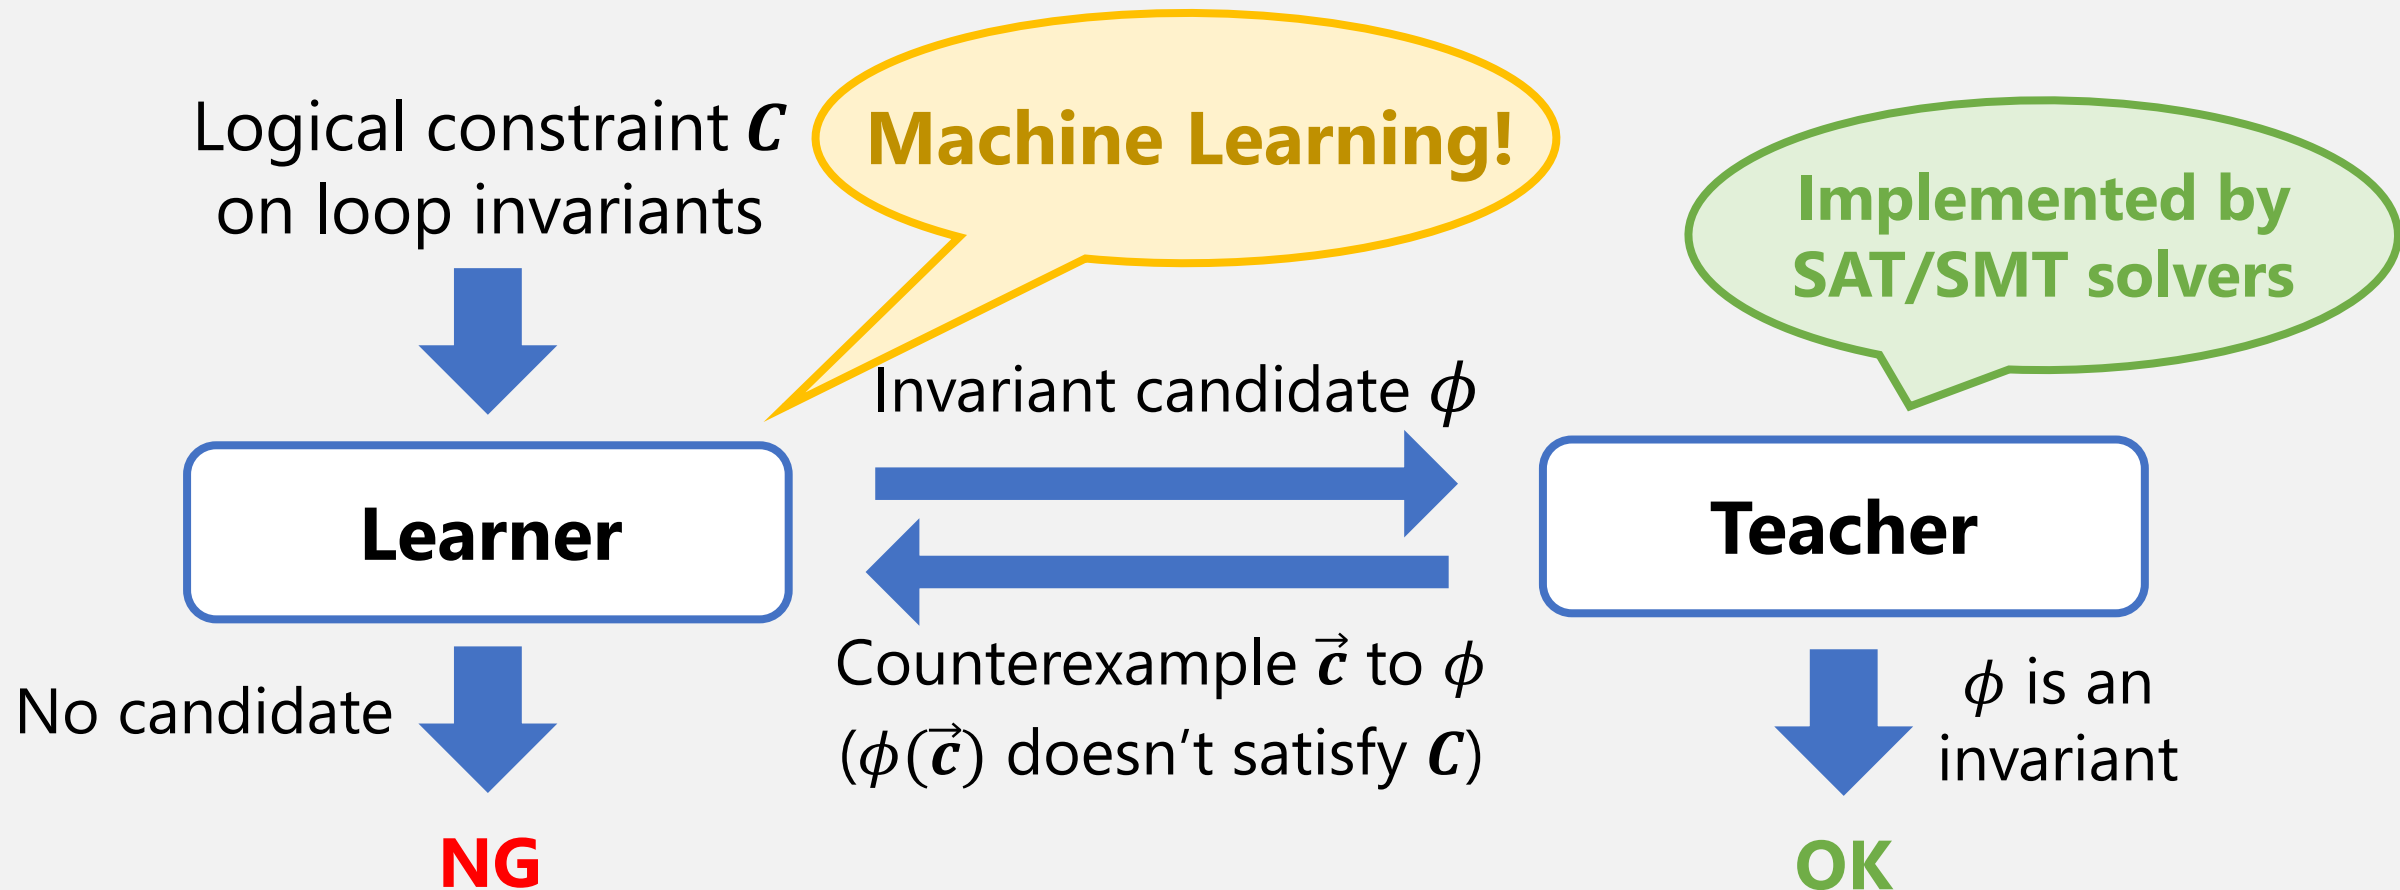 Logical constraint 𝑪
on loop invariants
Machine Learning!
Implemented by
SAT/SMT solvers
Invariant candidate 𝜙
Learner
Teacher
Counterexample 𝒄⃗ to 𝜙
(𝜙(𝒄⃗) doesn’t satisfy 𝑪)
No candidate
𝜙 is an
invariant
NG
OK